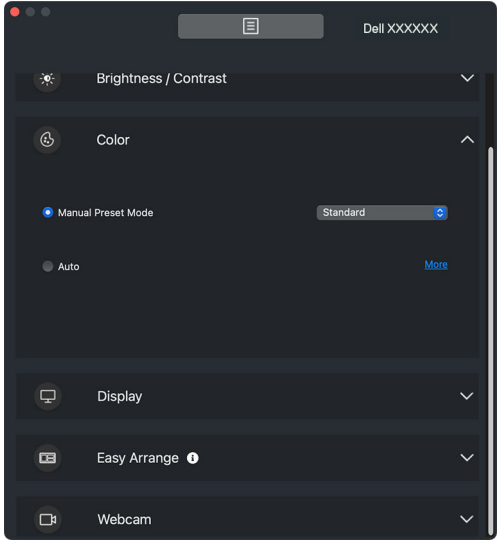 Dell XXXXXX
Brightness / Contrast
Color
Manual Preset Mode Standard
Auto More
Display
Easy Arrange
Webcam